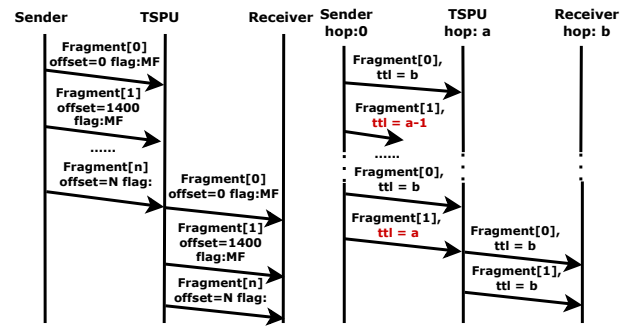 Sender
TSPU
Receiver
Fragment[0]
offset=0 flag:MF
Fragment[1]
offset=1400
flag:MF
......
Fragment[n]
offset=N flag:
Fragment[0]
offset=0 flag:MF
Fragment[1]
offset=1400
flag:MF
Fragment[n]
offset=N flag:
Sender
hop:0
TSPU
hop: a
Receiver
hop: b
Fragment[0],
ttl = b
Fragment[1],
ttl = a-1
......
Fragment[0],
ttl = b
Fragment[1],
ttl = a
Fragment[0],
ttl = b
Fragment[1],
ttl = b